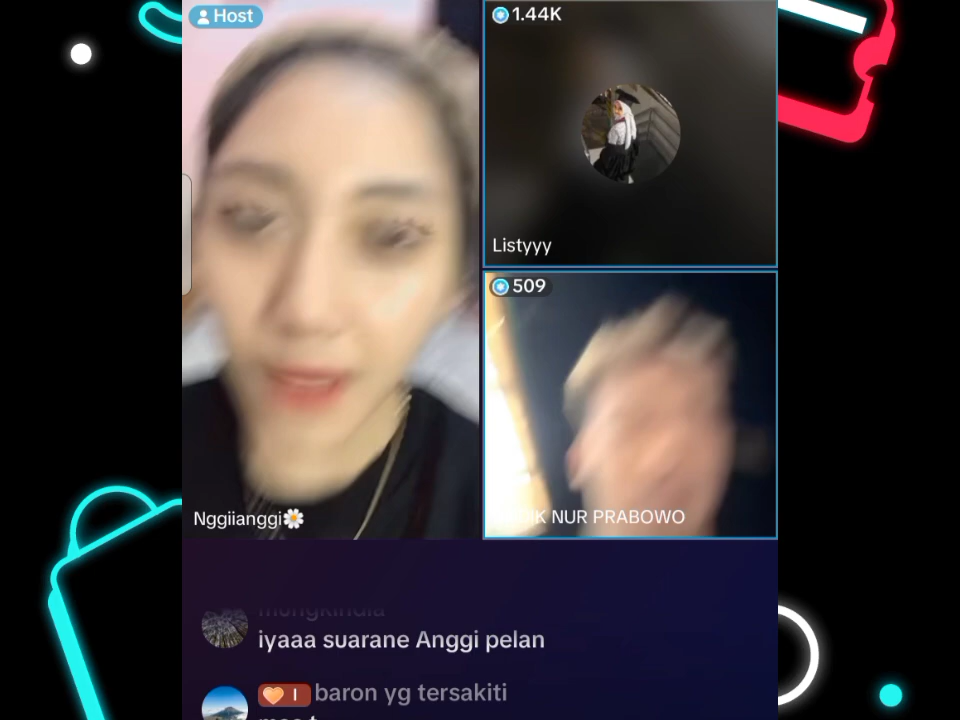 Host
1.44K
Listyyy
509
Nggiianggi
K NUR PRABOWO
iyaaa suarane Anggi pelan
I baron yg tersakiti